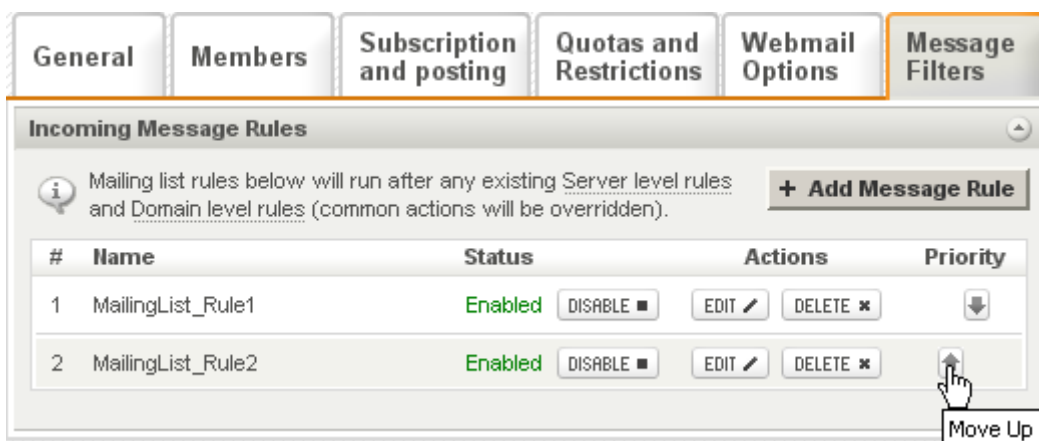 General
Members
Subscription
and posting
Quotas and
Restrictions
Webmail
Options
Message
Filters
Incoming Message Rules
Mailing list rules below will run after any existing Server level rules
and Domain level rules (common actions will be overridden).
+ Add Message Rule
# Name Status Actions Priority
1 MailingList_Rule1 Enabled DISABLE EDIT DELETE
2 MailingList_Rule2 Enabled DISABLE EDIT DELETE
Move Up